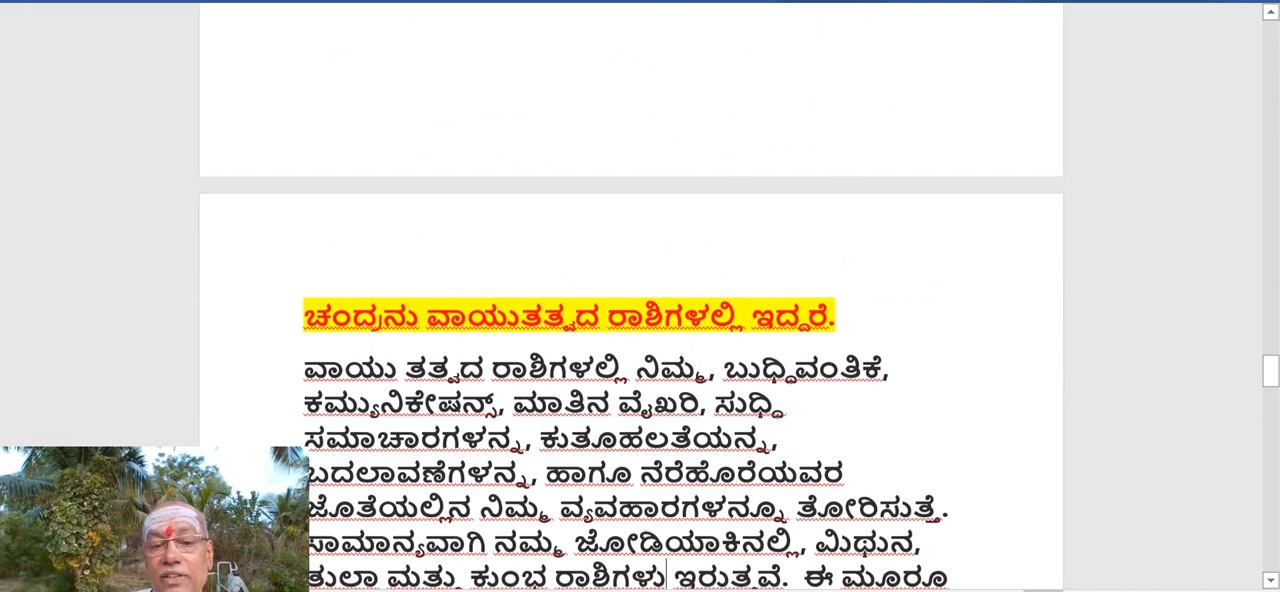 ಚಂದ್ರನು ವಾಯುತತ್ವದ ರಾಶಿಗಳಲ್ಲಿ ಇದ್ದರೆ.
ವಾಯು ತತ್ವದ ರಾಶಿಗಳಲ್ಲಿ ನಿಮ್ಮ, ಬುಧ್ಧಿವಂತಿಕೆ,
ಕಮ್ಯುನಿಕೇಷನ್ಸ್, ಮಾತಿನ ವೈಖರಿ, ಸುಧ್ಧಿ
ಸಮಾಚಾರಗಳನ್ನು, ಕುತೂಹಲತೆಯನ್ನು,
ಬದಲಾವಣೆಗಳನ್ನು, ಹಾಗೂ ನೆರೆಹೊರೆಯವರ
ಜೊತೆಯಲ್ಲಿನ ನಿಮ್ಮ ವ್ಯವಹಾರಗಳನ್ನೂ ತೋರಿಸುತ್ತೆ.
ಸಾಮಾನ್ಯವಾಗಿ ನಮ್ಮ ಜೋಡಿಯಾಕಿನಲ್ಲಿ, ಮಿಥುನ,
ತುಲಾ ಮತ್ತು ಕುಂಭ ರಾಶಿಗಳು ಇರುತ್ತವೆ. ಈ ಮೂರೂ